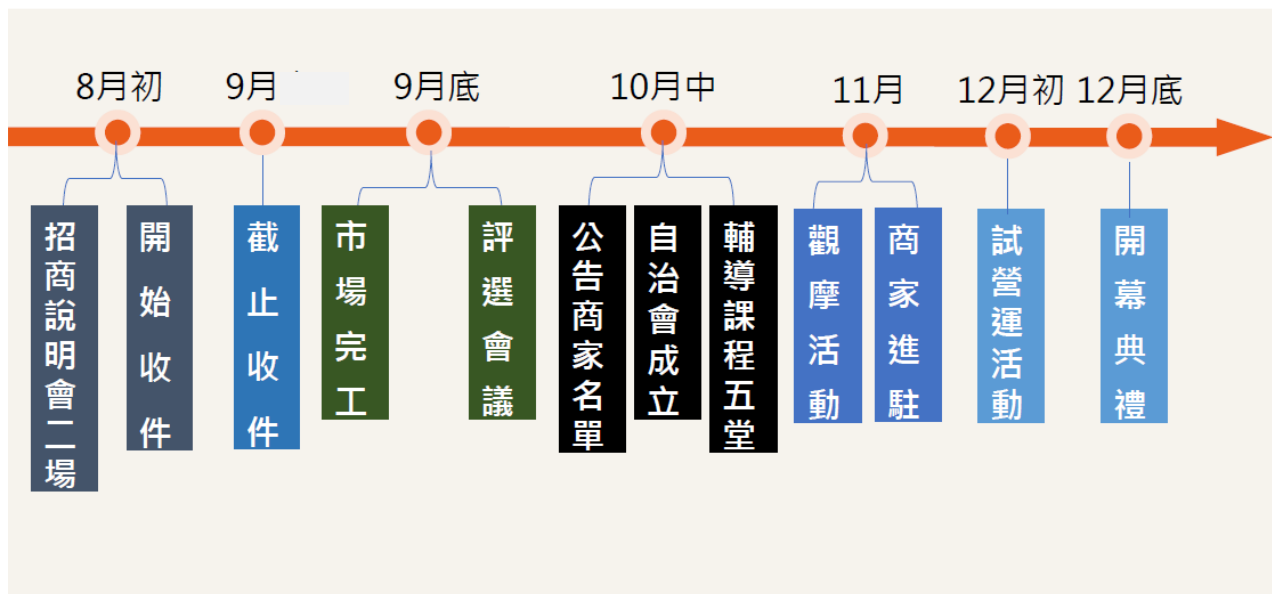 8月初
9月
9月底
10月中
11月
12月初
12月底
招商說明會二場
開始收件
截止收件
市場完工
評選會議
公告商家名單
自治會成立
輔導課程五堂
觀摩活動
商家進駐
試營運活動
開幕典禮